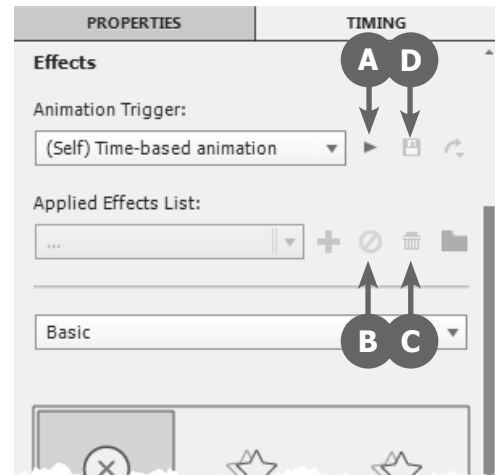 PROPERTIES TIMING
Effects
A D
Animation Trigger:
(Self) Time-based animation
Applied Effects List:
...
Basic
B C